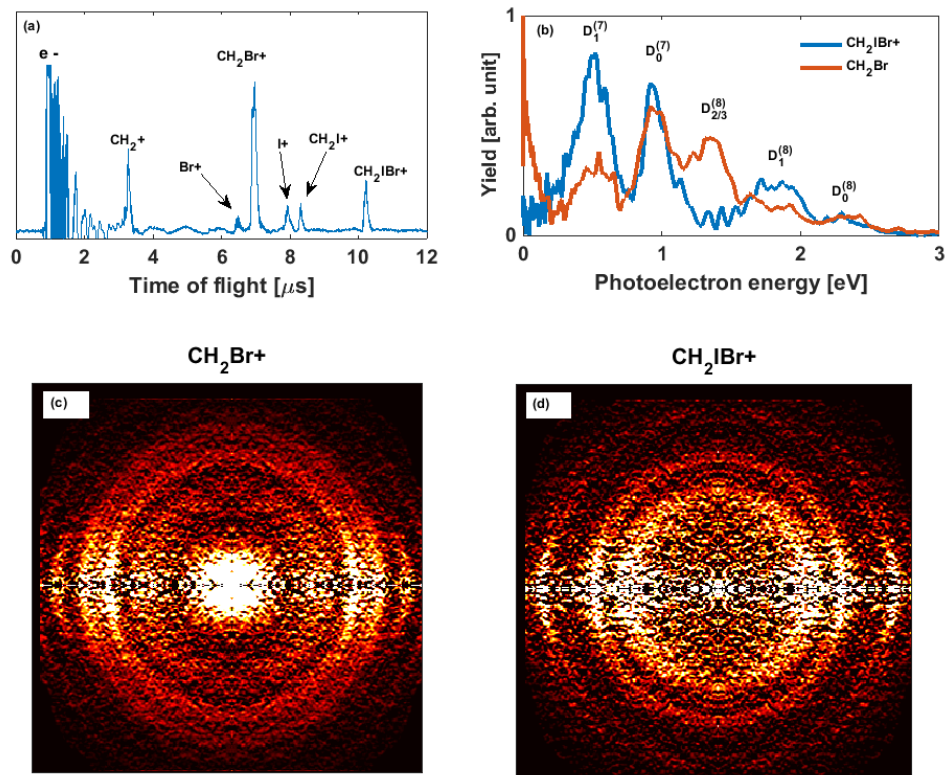 (a)
e -
CH2+
Br+
CH2Br+
I+
CH2I+
CH2IBr+
0 2 4 6 8 10 12
Time of flight [μs]
(b)
1
0
Yield [arb. unit]
D1(7)
D0(7)
D2/3(8)
D1(8)
D0(8)
CH2IBr+
CH2Br
0 1 2 3
Photoelectron energy [eV]
CH2Br+
(c)
CH2IBr+
(d)